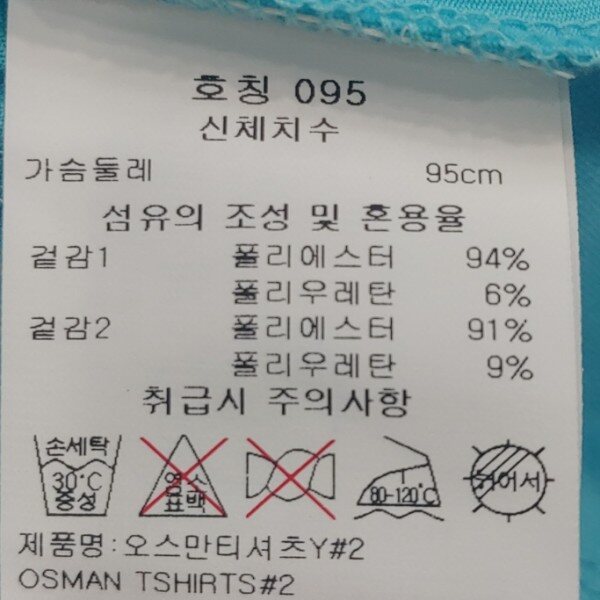 호칭 095
신체치수
가슴둘레 95cm
섬유의 조성 및 혼용율
겉감1 폴리에스터 94%
폴리우레탄 6%
겉감2 폴리에스터 91%
폴리우레탄 9%
취급시 주의사항
손세탁
30°C
중성
염소
표백
80-120°C
뉘어서
제품명:오스만티셔츠Y#2
OSMAN TSHIRTS#2